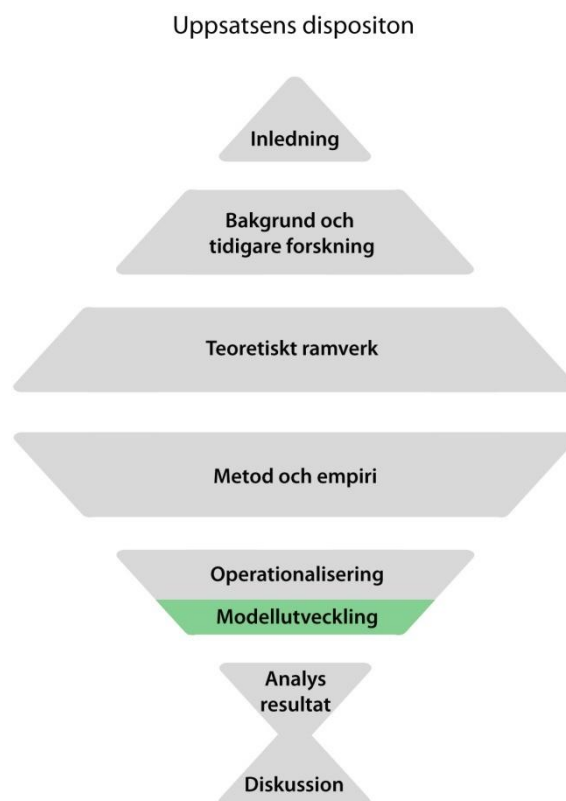 Uppsatsens dispositon
Inledning
Bakgrund och
tidigare forskning
Teoretiskt ramverk
Metod och empiri
Operationalisering
Modellutveckling
Analys
resultat
Diskussion